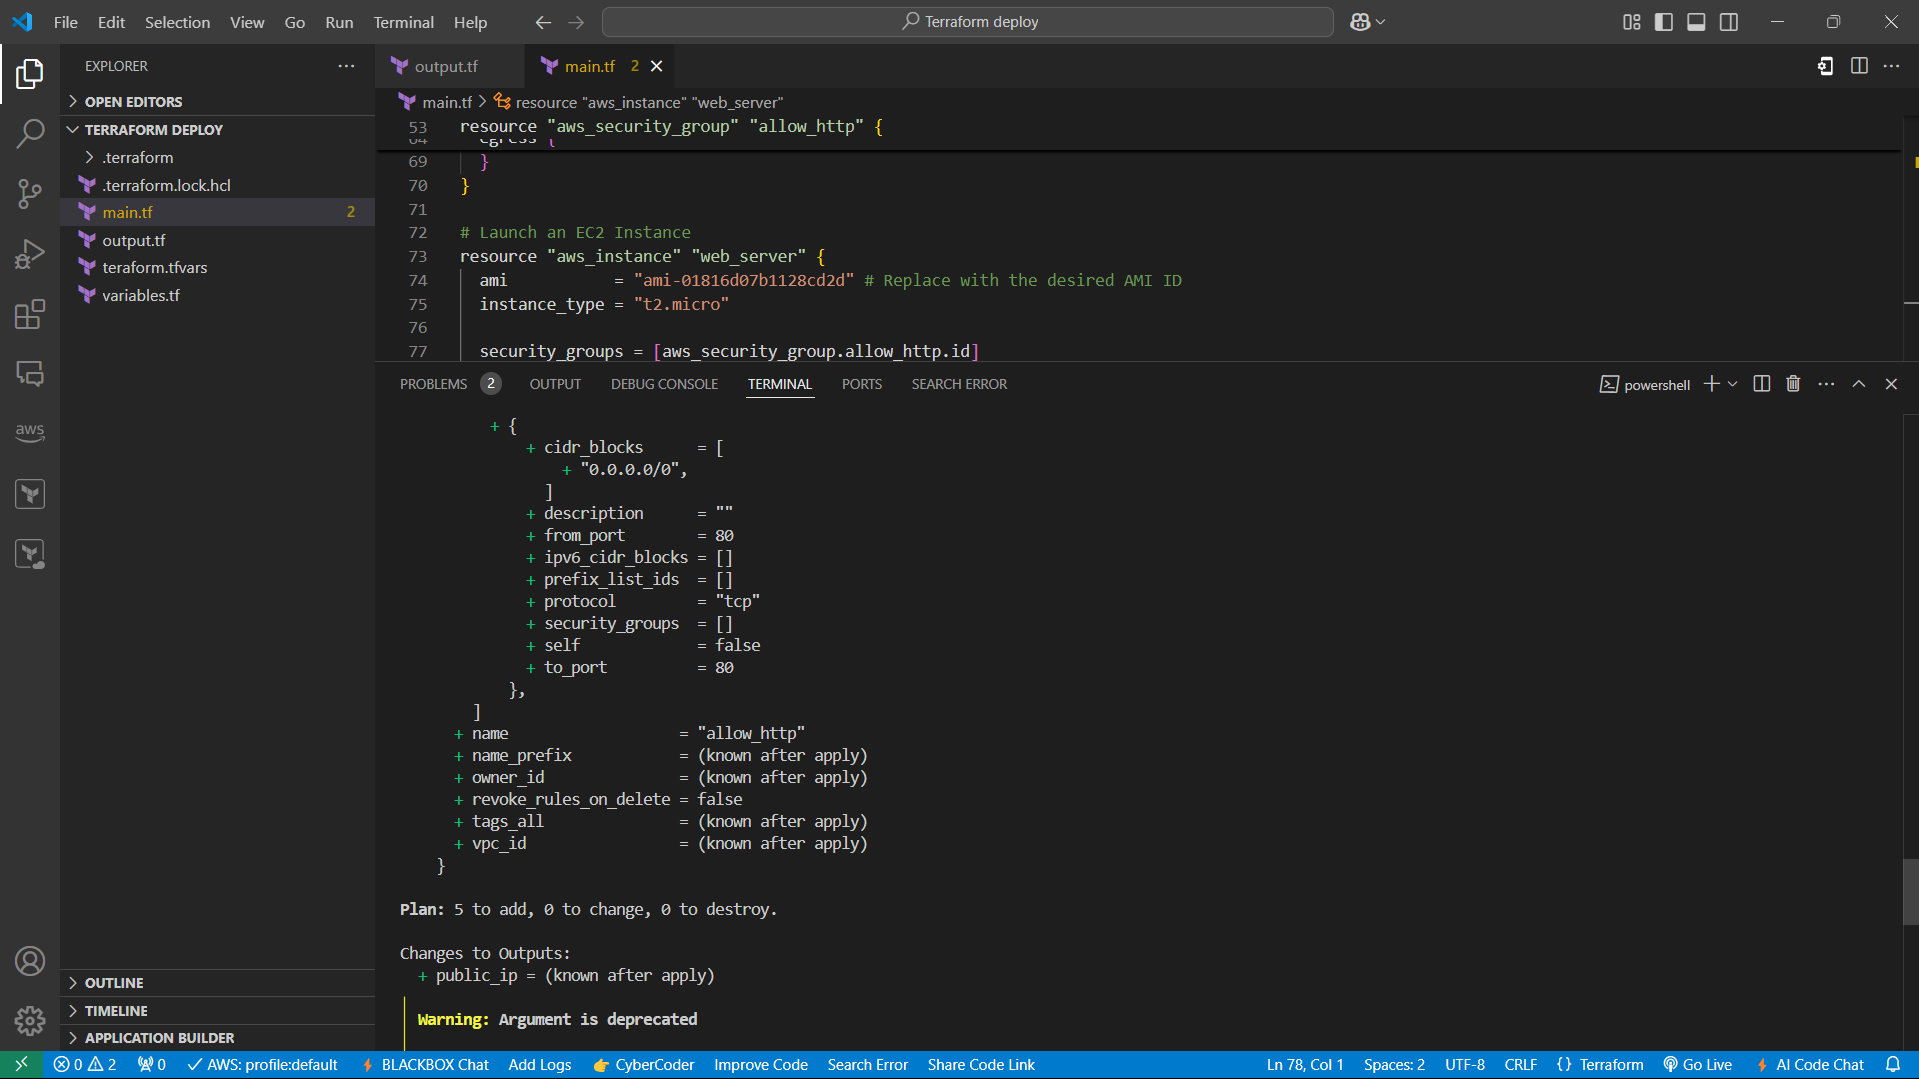 File Edit Selection View Go Run Terminal Help
Terraform deploy
EXPLORER
OPEN EDITORS
TERRAFORM DEPLOY
.terraform
.terraform.lock.hcl
main.tf 2
output.tf
teraform.tfvars
variables.tf
OUTLINE
TIMELINE
APPLICATION BUILDER
aws
output.tf
main.tf 2
main.tf > resource "aws_instance" "web_server"
53 resource "aws_security_group" "allow_http" {
64 egress {
69 }
70 }
71
72 # Launch an EC2 Instance
73 resource "aws_instance" "web_server" {
74 ami = "ami-01816d07b1128cd2d" # Replace with the desired AMI ID
75 instance_type = "t2.micro"
76
77 security_groups = [aws_security_group.allow_http.id]
PROBLEMS 2 OUTPUT DEBUG CONSOLE TERMINAL PORTS SEARCH ERROR
powershell
+ {
+ cidr_blocks = [
+ "0.0.0.0/0",
]
+ description = ""
+ from_port = 80
+ ipv6_cidr_blocks = []
+ prefix_list_ids = []
+ protocol = "tcp"
+ security_groups = []
+ self = false
+ to_port = 80
},
]
+ name = "allow_http"
+ name_prefix = (known after apply)
+ owner_id = (known after apply)
+ revoke_rules_on_delete = false
+ tags_all = (known after apply)
+ vpc_id = (known after apply)
}
Plan: 5 to add, 0 to change, 0 to destroy.
Changes to Outputs:
+ public_ip = (known after apply)
Warning: Argument is deprecated
0 2 0 AWS: profile:default BLACKBOX Chat Add Logs CyberCoder Improve Code Search Error Share Code Link Ln 78, Col 1 Spaces: 2 UTF-8 CRLF {} Terraform Go Live AI Code Chat